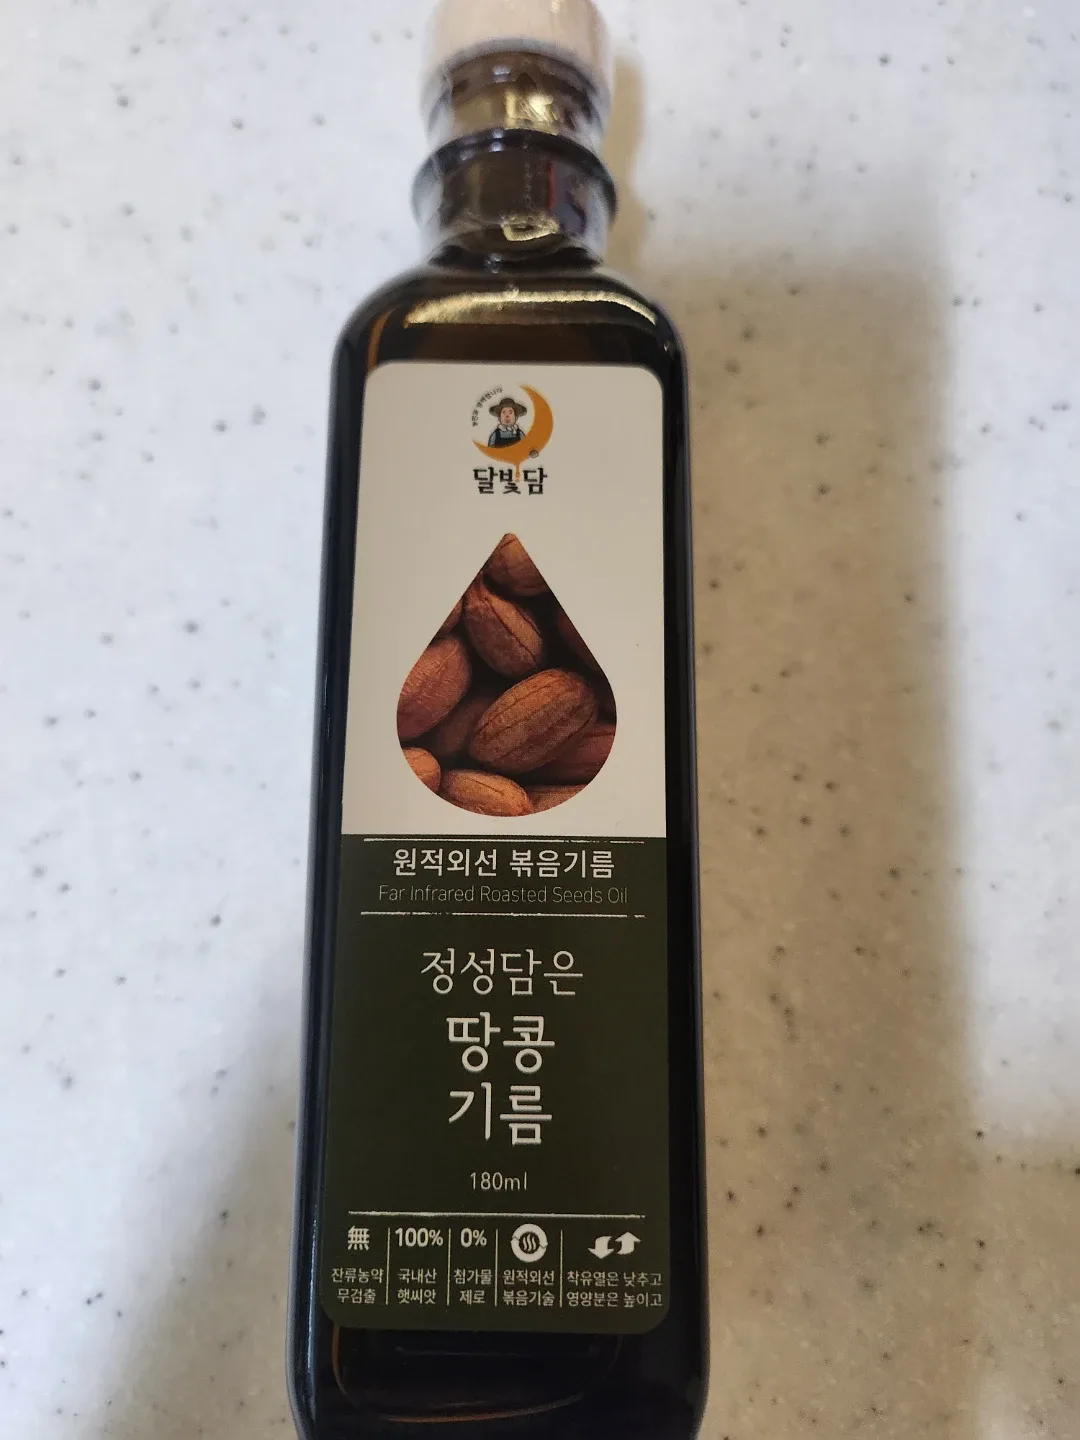 달빛담
원적외선 볶음기름
Far Infrared Roasted Seeds Oil
정성담은
땅콩
기름
180ml
無
잔류농약
무검출
100%
국내산
햇씨앗
0%
첨가물
제로
원적외선
볶음기술
착유열은 낮추고
영양분은 높이고